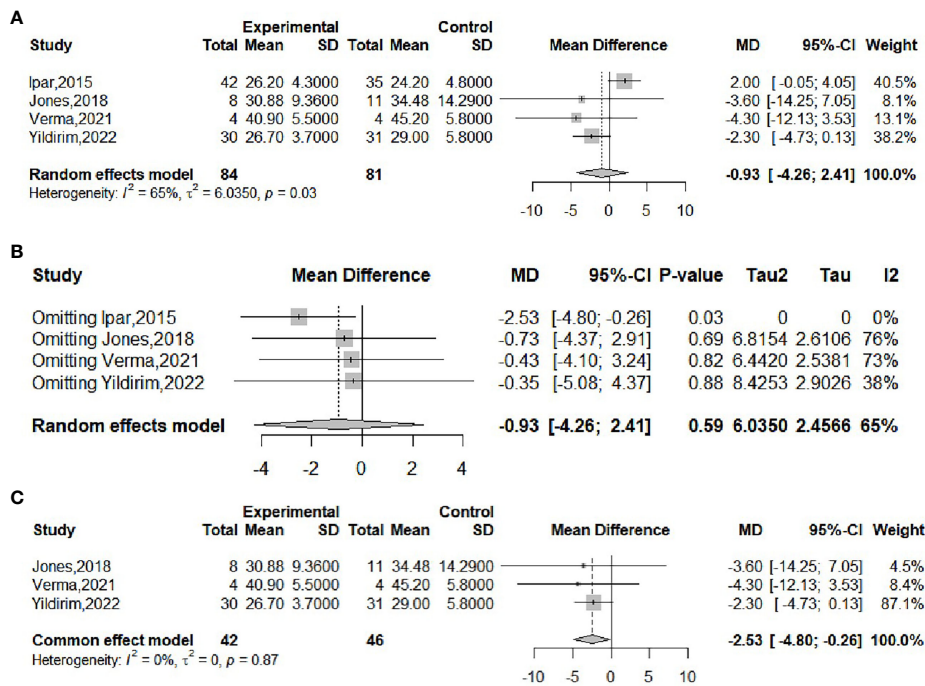 A
Experimental Control
Study Total Mean SD Total Mean SD Mean Difference MD 95%-CI Weight
Ipar,2015 42 26.20 4.3000 35 24.20 4.8000 2.00 [-0.05; 4.05] 40.5%
Jones,2018 8 30.88 9.3600 11 34.48 14.2900 -3.60 [-14.25; 7.05] 8.1%
Verma,2021 4 40.90 5.5000 4 45.20 5.8000 -4.30 [-12.13; 3.53] 13.1%
Yildirim,2022 30 26.70 3.7000 31 29.00 5.8000 -2.30 [-4.73; 0.13] 38.2%
Random effects model 84 81 -0.93 [-4.26; 2.41] 100.0%
Heterogeneity: I² = 65%, τ² = 6.0350, p = 0.03
-10 -5 0 5 10
B
Study Mean Difference MD 95%-CI P-value Tau2 Tau I2
Omitting Ipar,2015 -2.53 [-4.80; -0.26] 0.03 0 0 0%
Omitting Jones,2018 -0.73 [-4.37; 2.91] 0.69 6.8154 2.6106 76%
Omitting Verma,2021 -0.43 [-4.10; 3.24] 0.82 6.4420 2.5381 73%
Omitting Yildirim,2022 -0.35 [-5.08; 4.37] 0.88 8.4253 2.9026 38%
Random effects model -0.93 [-4.26; 2.41] 0.59 6.0350 2.4566 65%
-4 -2 0 2 4
C
Experimental Control
Study Total Mean SD Total Mean SD Mean Difference MD 95%-CI Weight
Jones,2018 8 30.88 9.3600 11 34.48 14.2900 -3.60 [-14.25; 7.05] 4.5%
Verma,2021 4 40.90 5.5000 4 45.20 5.8000 -4.30 [-12.13; 3.53] 8.4%
Yildirim,2022 30 26.70 3.7000 31 29.00 5.8000 -2.30 [-4.73; 0.13] 87.1%
Common effect model 42 46 -2.53 [-4.80; -0.26] 100.0%
Heterogeneity: I² = 0%, τ² = 0, p = 0.87
-10 -5 0 5 10